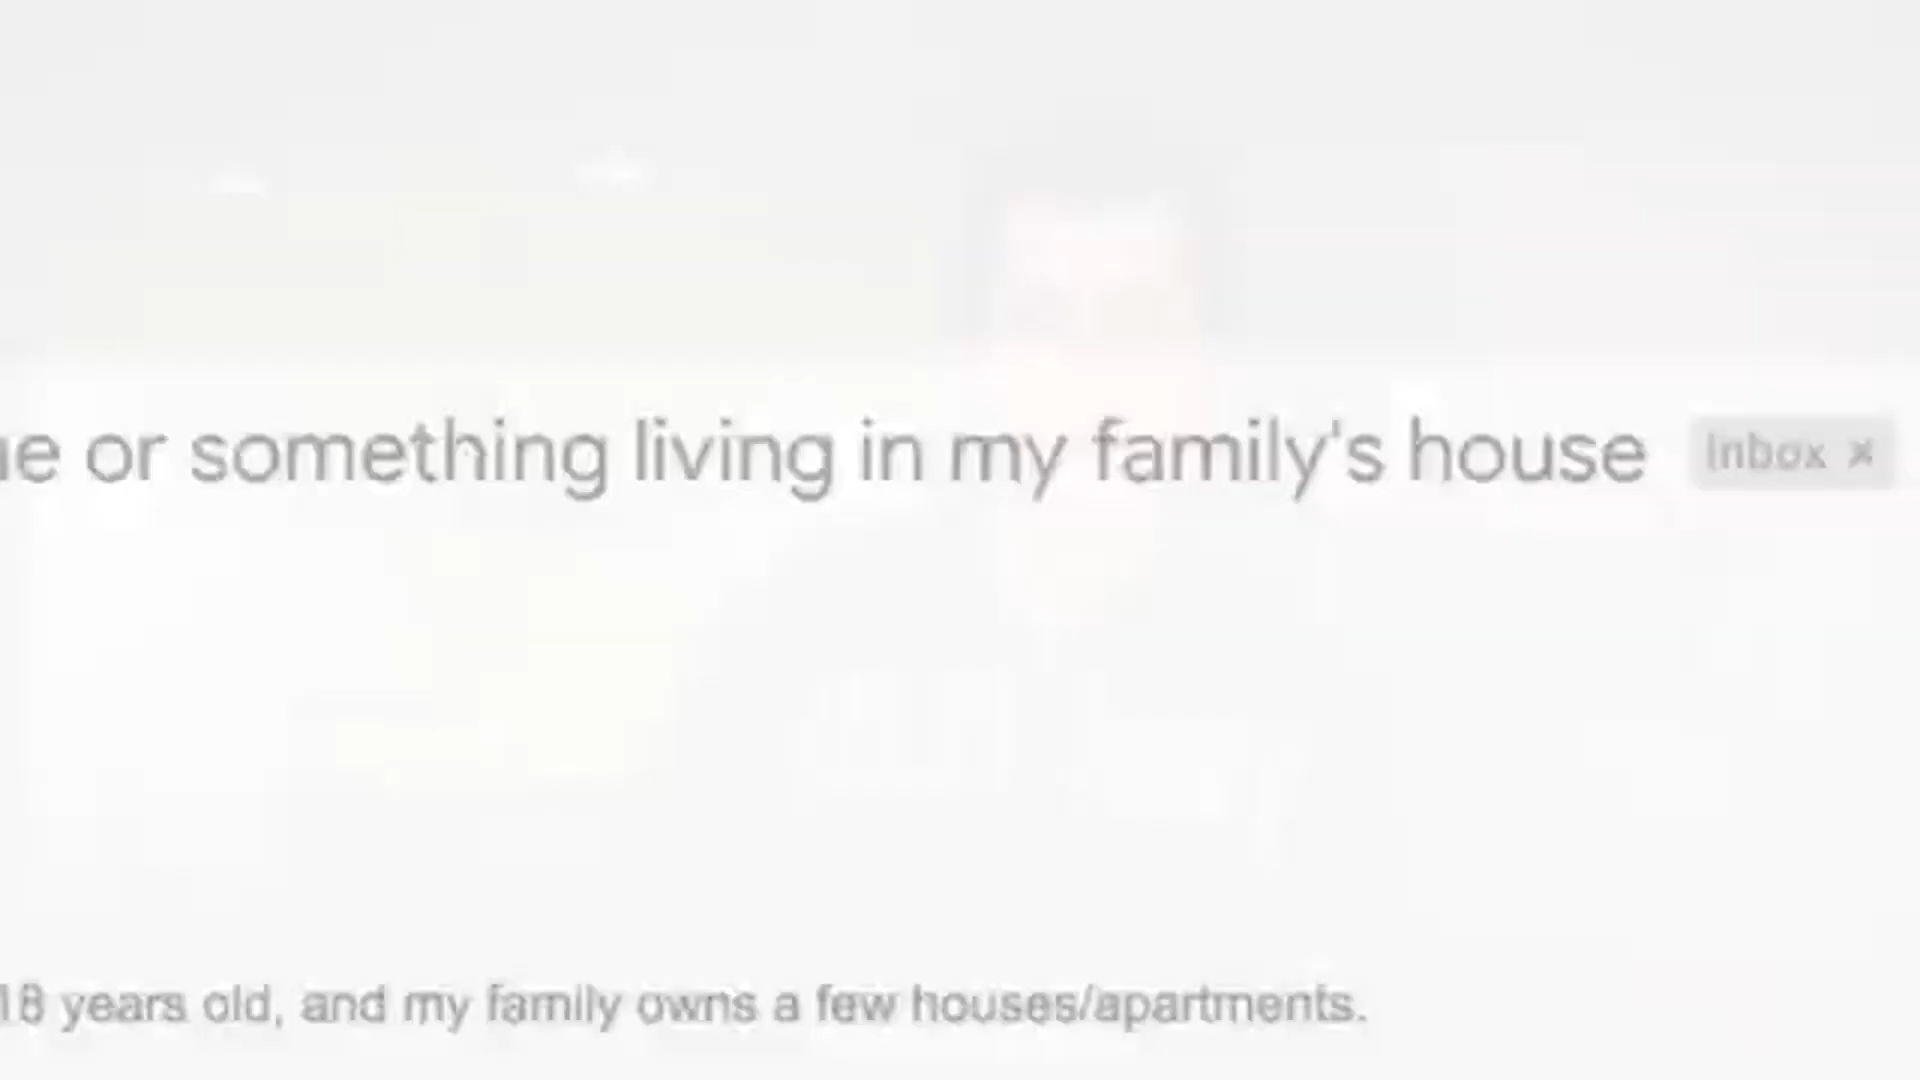 or something living in my family's house Inbox ×
18 years old, and my family owns a few houses/apartments.